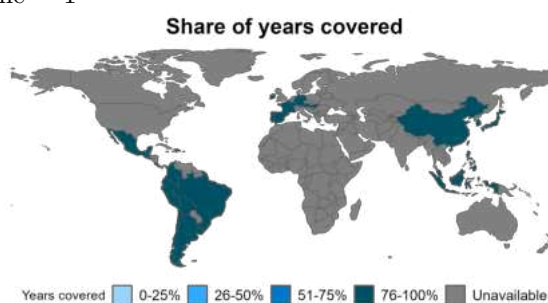 Share of years covered
Years covered 0-25% 26-50% 51-75% 76-100% Unavailable